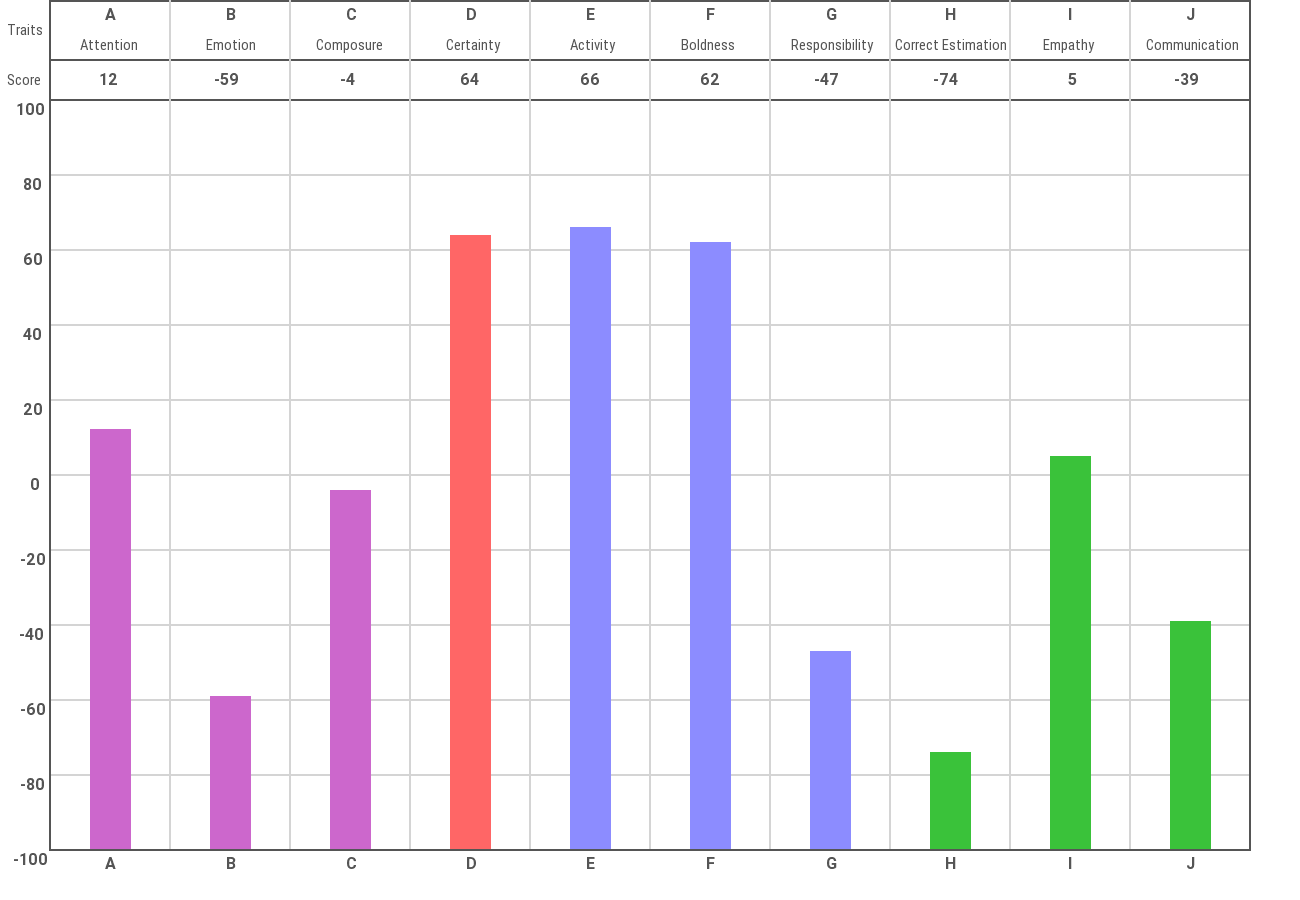 A B C D E F G H I J
Traits
Attention Emotion Composure Certainty Activity Boldness Responsibility Correct Estimation Empathy Communication
Score 12 -59 -4 64 66 62 -47 -74 5 -39
100
80
60
40
20
0
-20
-40
-60
-80
-100
A B C D E F G H I J